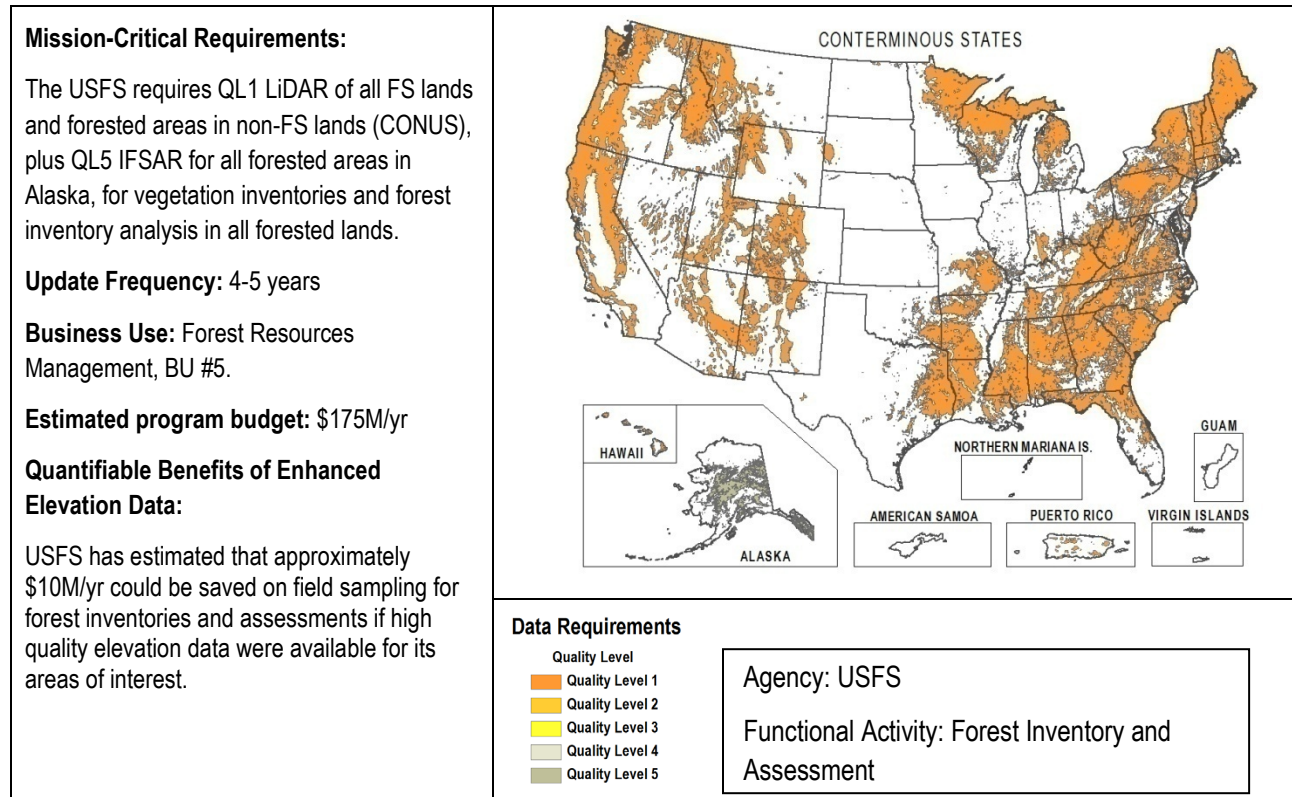 Mission-Critical Requirements:
The USFS requires QL1 LiDAR of all FS lands
and forested areas in non-FS lands (CONUS),
plus QL5 IFSAR for all forested areas in
Alaska, for vegetation inventories and forest
inventory analysis in all forested lands.
Update Frequency: 4-5 years
Business Use: Forest Resources
Management, BU #5.
Estimated program budget: $175M/yr
Quantifiable Benefits of Enhanced
Elevation Data:
USFS has estimated that approximately
$10M/yr could be saved on field sampling for
forest inventories and assessments if high
quality elevation data were available for its
areas of interest.
CONTERMINOUS STATES
HAWAII
ALASKA
NORTHERN MARIANA IS.
GUAM
AMERICAN SAMOA
PUERTO RICO
VIRGIN ISLANDS
Data Requirements
Quality Level
Quality Level 1
Quality Level 2
Quality Level 3
Quality Level 4
Quality Level 5
Agency: USFS
Functional Activity: Forest Inventory and
Assessment